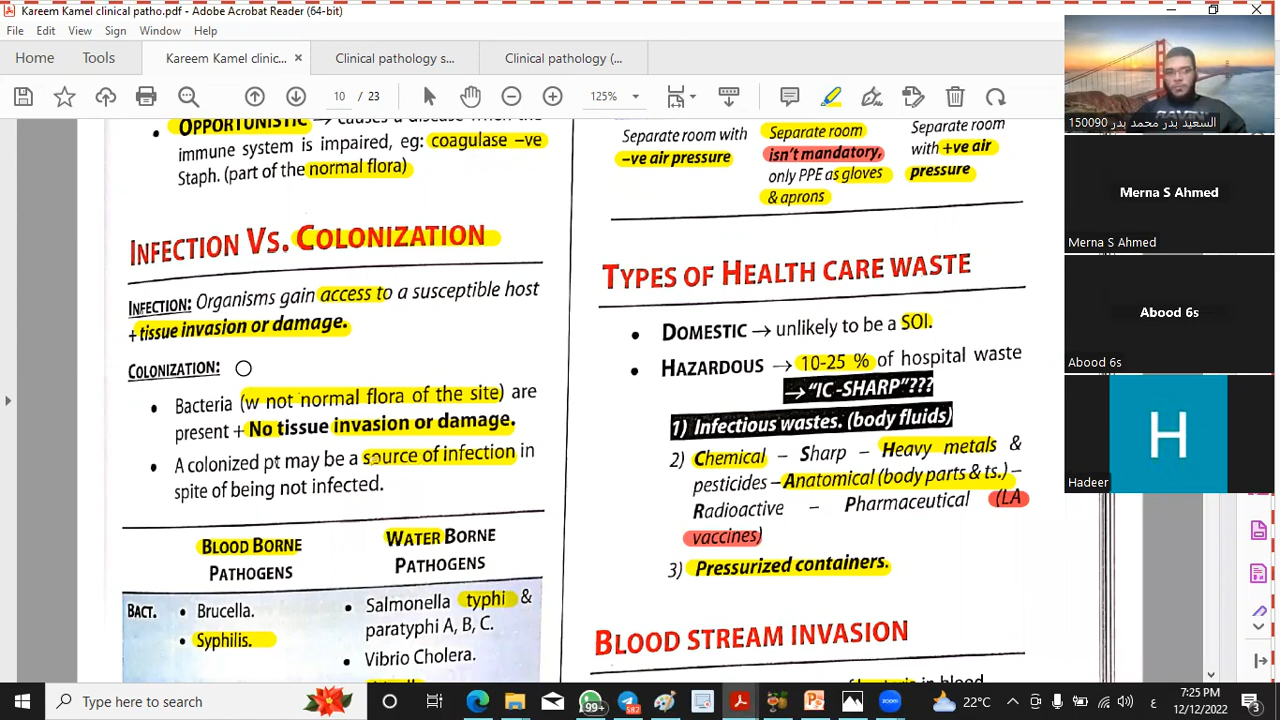 Kareem Kamel clinical patho.pdf - Adobe Acrobat Reader (64-bit)
File Edit View Sign Window Help
Home Tools Kareem Kamel clinic... × Clinical pathology s... Clinical pathology (...
10 / 23 125%
• OPPORTUNISTIC → causes a disease when the
immune system is impaired, eg: coagulase –ve
Staph. (part of the normal flora)
INFECTION VS. COLONIZATION
INFECTION: Organisms gain access to a susceptible host
+ tissue invasion or damage.
COLONIZATION:
• Bacteria (w not normal flora of the site) are
present + No tissue invasion or damage.
• A colonized pt may be a source of infection in
spite of being not infected.
BLOOD BORNE
PATHOGENS
WATER BORNE
PATHOGENS
BACT.
• Brucella.
• Syphilis.
• Salmonella typhi &
paratyphi A, B, C.
• Vibrio Cholera.
Separate room with
–ve air pressure
Separate room
isn't mandatory,
only PPE as gloves
& aprons
Separate room
with +ve air
pressure
TYPES OF HEALTH CARE WASTE
• DOMESTIC → unlikely to be a SOI.
• HAZARDOUS → 10-25 % of hospital waste
→ "IC-SHARP"???
1) Infectious wastes. (body fluids)
2) Chemical – Sharp – Heavy metals &
pesticides – Anatomical (body parts & ts.) –
Radioactive – Pharmaceutical (LA
vaccines)
3) Pressurized containers.
BLOOD STREAM INVASION
in blood
السعيد بدر محمد بدر 150090
Merna S Ahmed
Merna S Ahmed
Abood 6s
Abood 6s
H
Hadeer
Type here to search
99+
582
22°C
ع
7:25 PM
12/12/2022
3